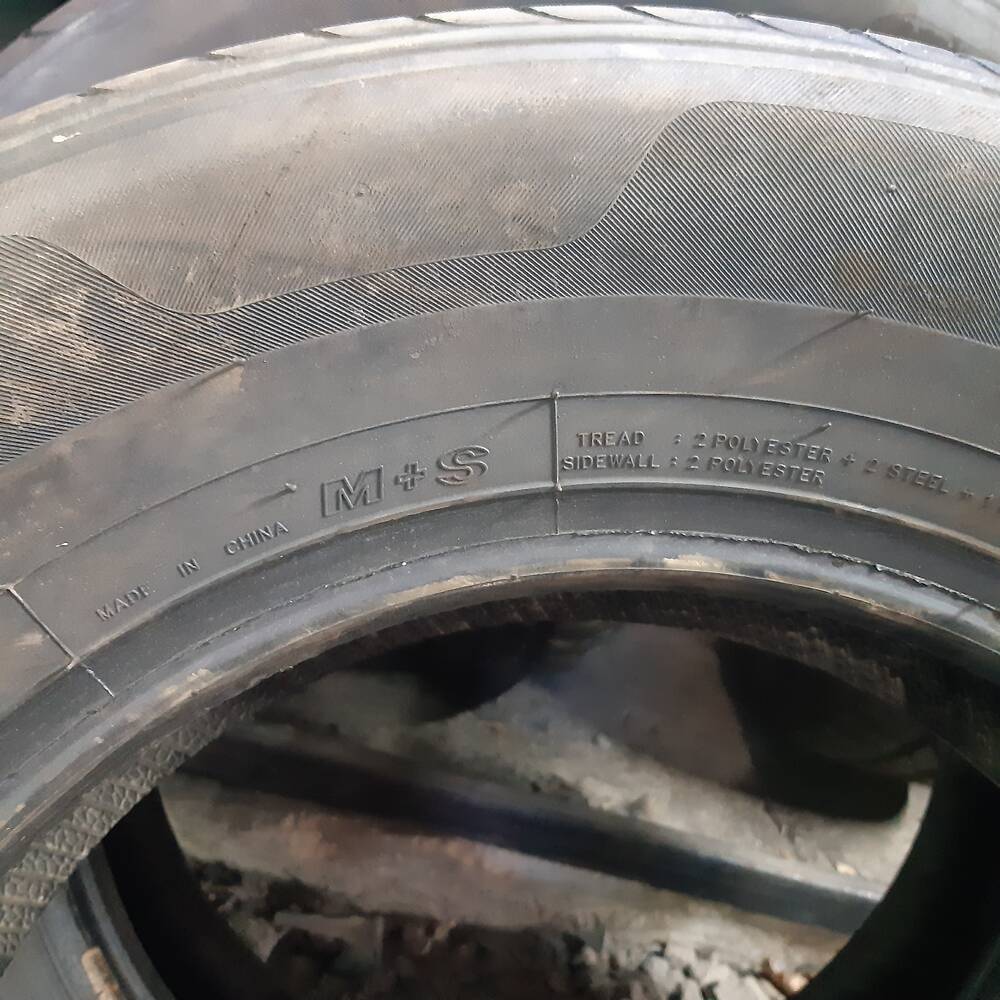 MADE IN CHINA
M+S
TREAD : 2 POLYESTER + 2 STEEL +
SIDEWALL : 2 POLYESTER